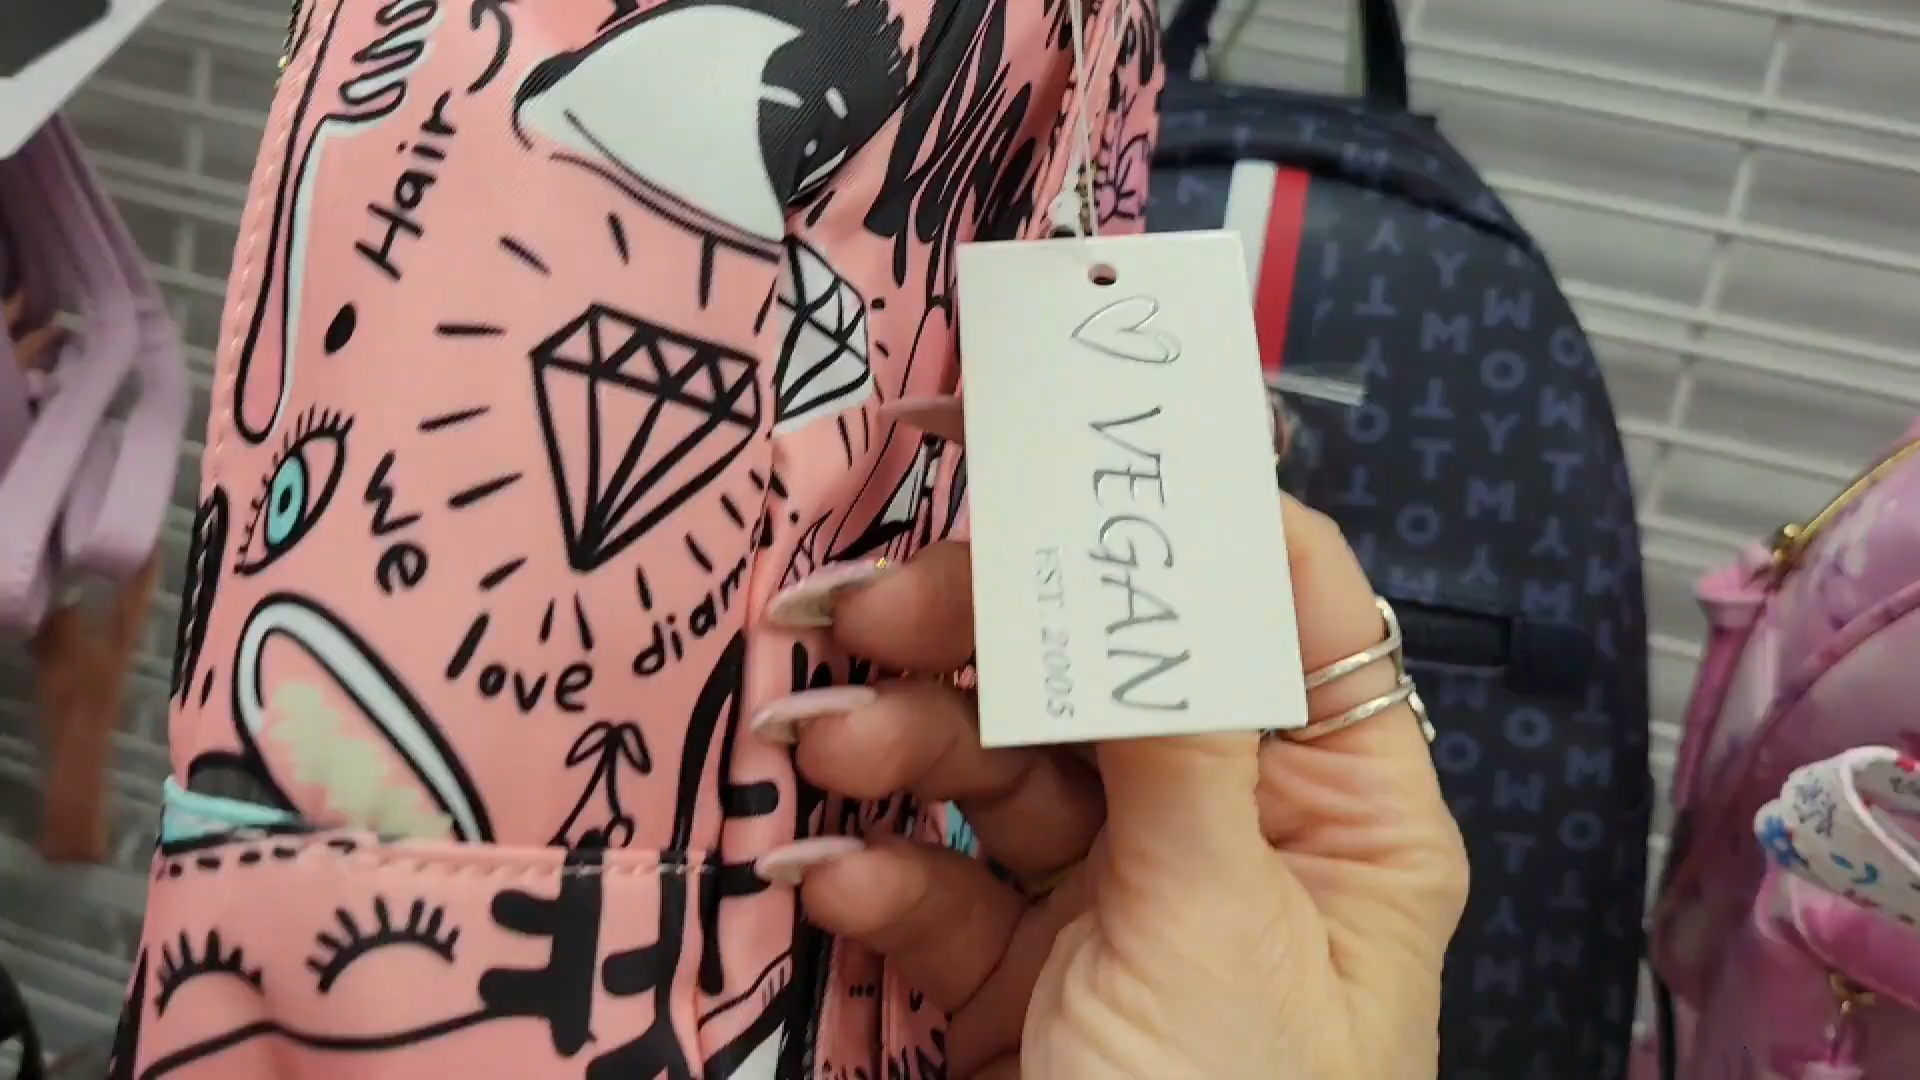 Hair
we
love diam
♡ VEGAN
EST. 2005